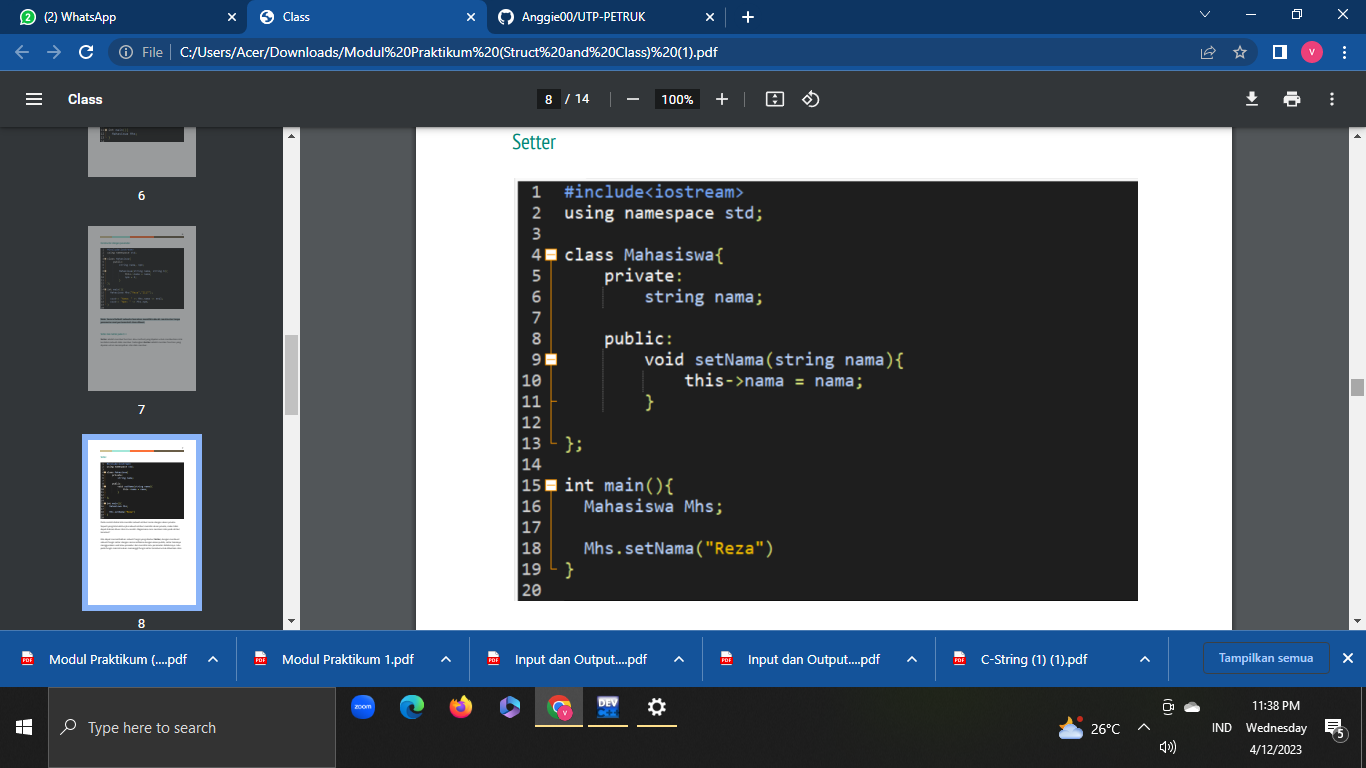 (2) WhatsApp
Class
Anggie00/UTP-PETRUK
File
C:/Users/Acer/Downloads/Modul%20Praktikum%20(Struct%20and%20Class)%20(1).pdf
V
Class
8 / 14
100%
6
7
8
Setter
1 #include<iostream>
2 using namespace std;
3
4 class Mahasiswa{
5 private:
6 string nama;
7
8 public:
9 void setNama(string nama){
10 this->nama = nama;
11 }
12
13 };
14
15 int main(){
16 Mahasiswa Mhs;
17
18 Mhs.setNama("Reza")
19 }
20
Modul Praktikum (....pdf
Modul Praktikum 1.pdf
Input dan Output....pdf
Input dan Output....pdf
C-String (1) (1).pdf
Tampilkan semua
Type here to search
zoom
DEV C++
26°C
IND
11:38 PM
Wednesday
4/12/2023
5